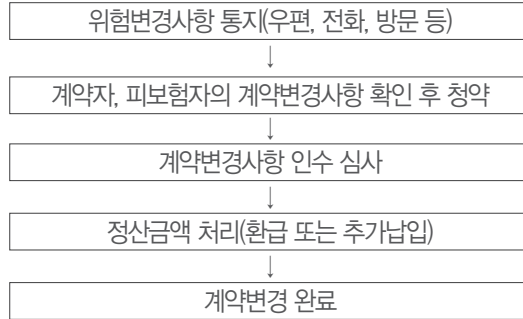 위험변경사항 통지(우편, 전화, 방문 등)
계약자, 피보험자의 계약변경사항 확인 후 청약
계약변경사항 인수 심사
정산금액 처리(환급 또는 추가납입)
계약변경 완료